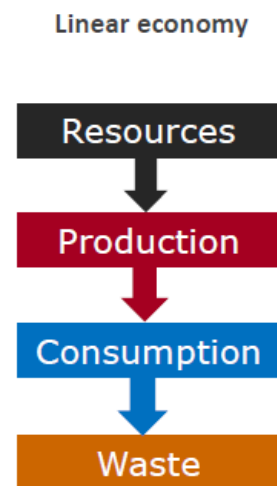 Linear economy
Resources
Production
Consumption
Waste